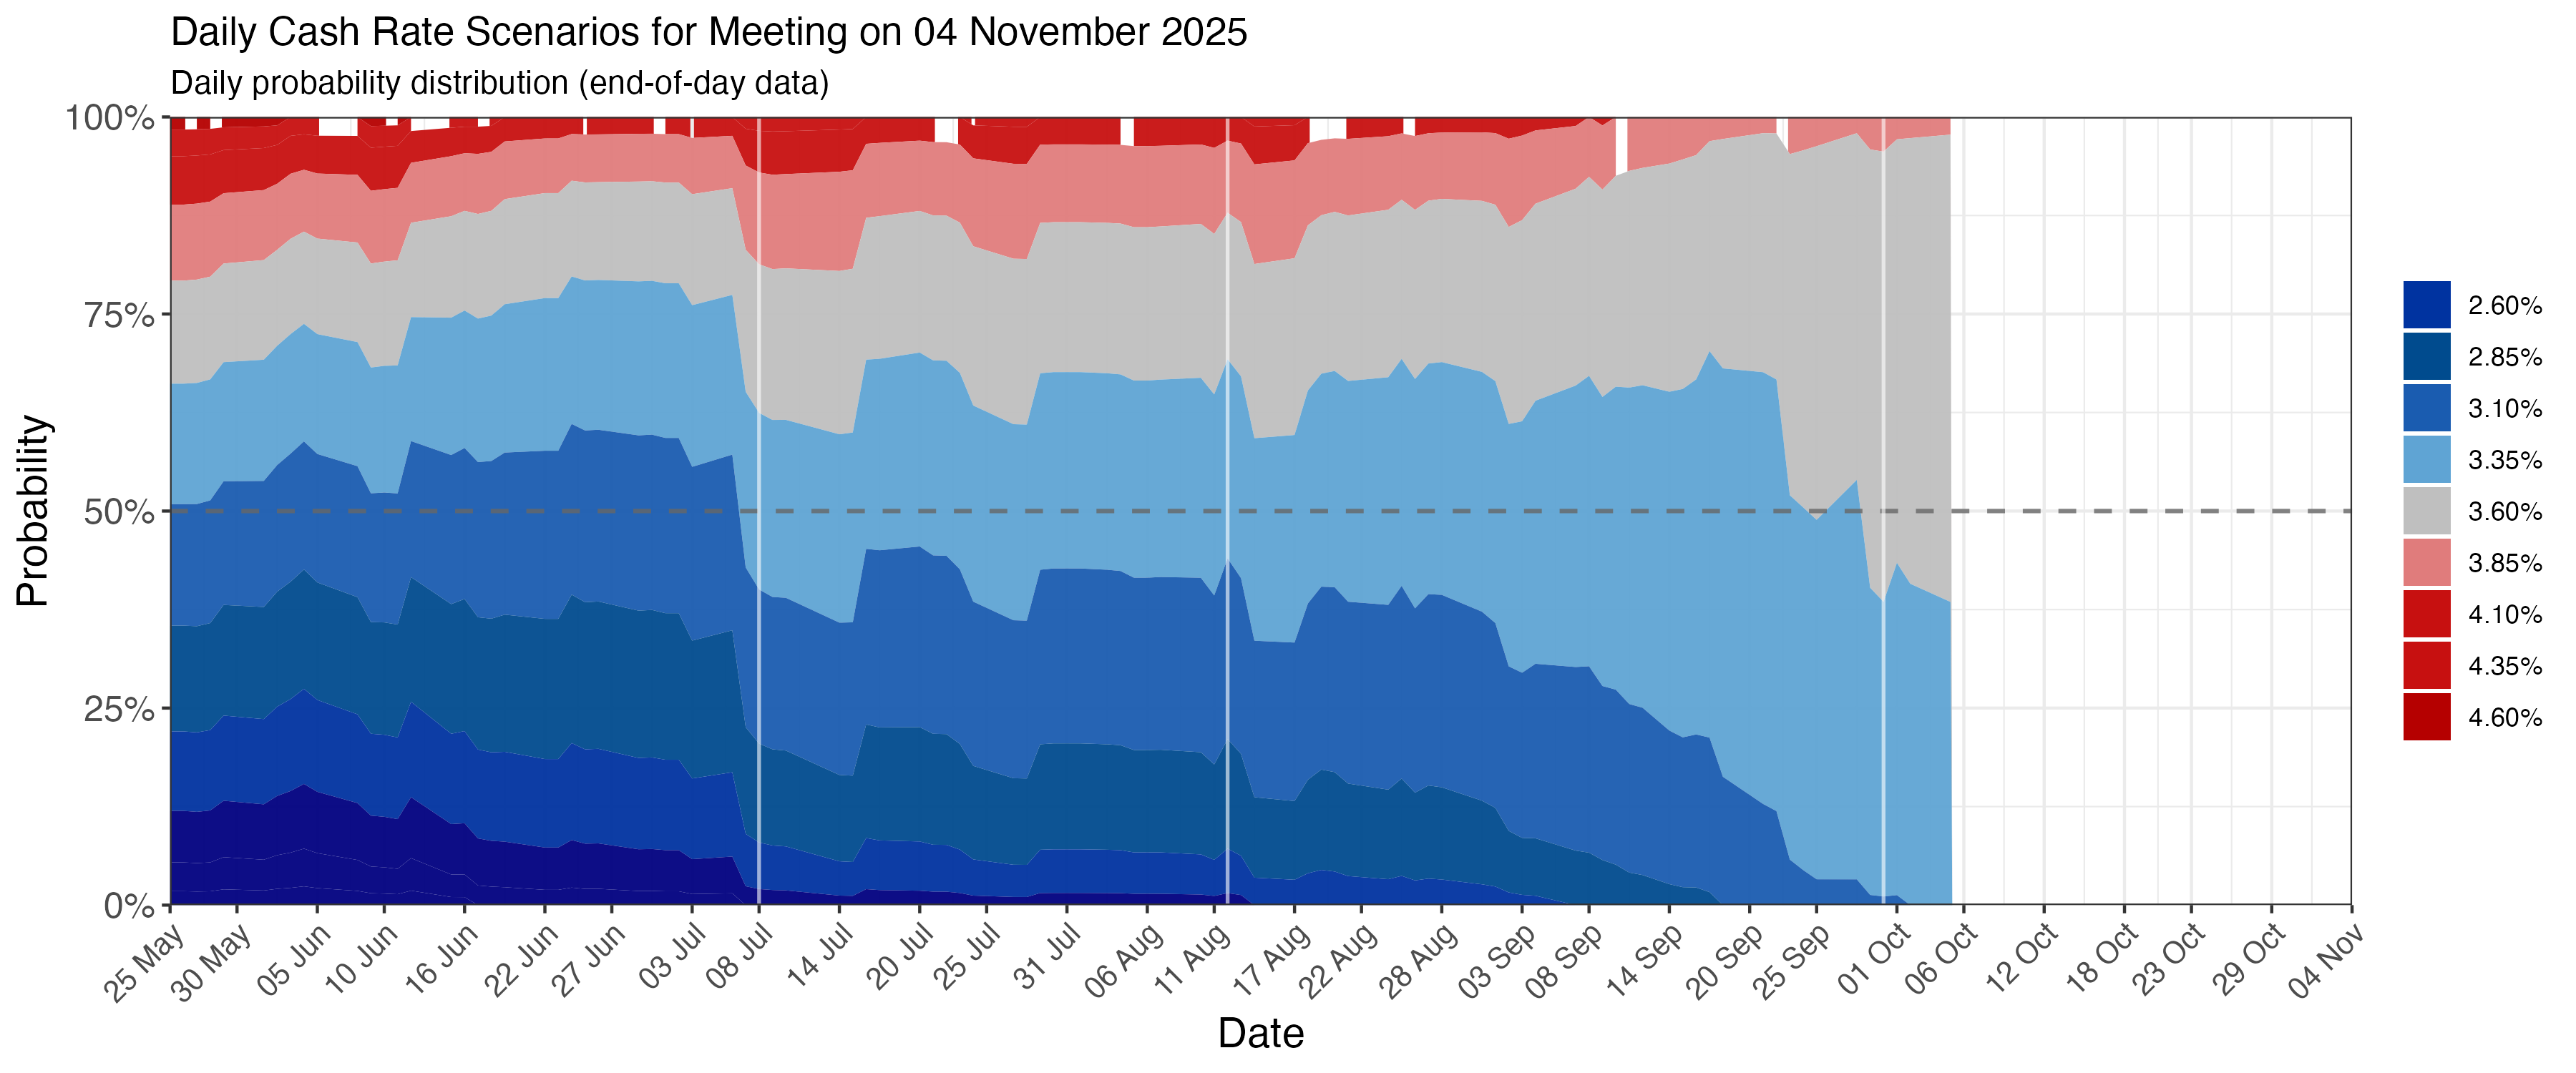 Daily Cash Rate Scenarios for Meeting on 04 November 2025
Daily probability distribution (end-of-day data)
Probability
100%
75%
50%
25%
0%
25 May
30 May
05 Jun
10 Jun
16 Jun
22 Jun
27 Jun
03 Jul
08 Jul
14 Jul
20 Jul
25 Jul
31 Jul
06 Aug
11 Aug
17 Aug
22 Aug
28 Aug
03 Sep
08 Sep
14 Sep
20 Sep
25 Sep
01 Oct
06 Oct
12 Oct
18 Oct
23 Oct
29 Oct
04 Nov
Date
2.60%
2.85%
3.10%
3.35%
3.60%
3.85%
4.10%
4.35%
4.60%